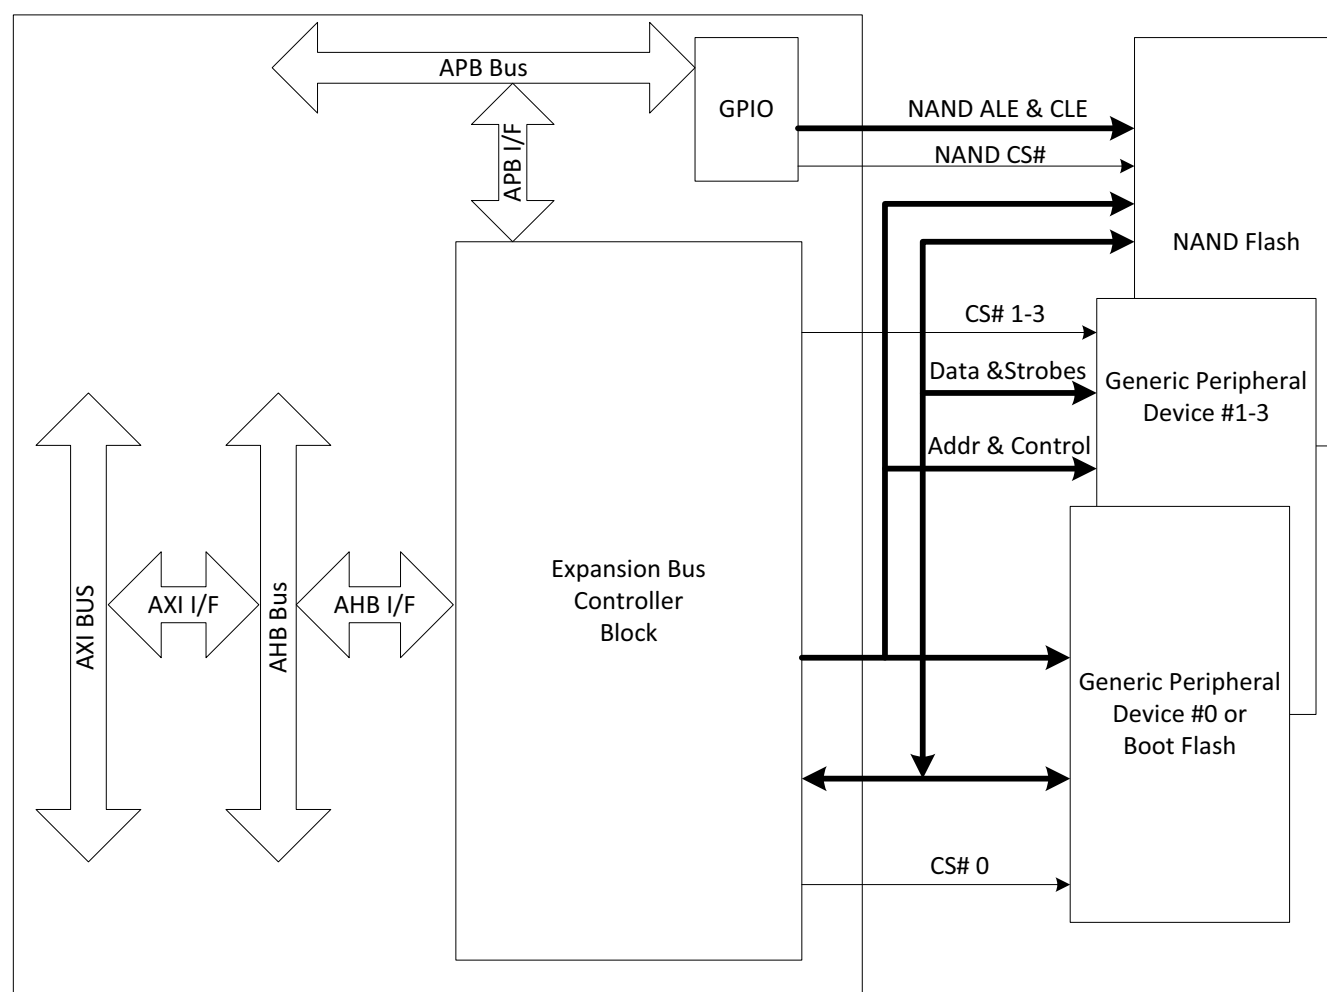 APB Bus
GPIO
NAND ALE & CLE
APB I/F
NAND CS#
NAND Flash
CS# 1-3
Data &Strobes
Generic Peripheral
Device #1-3
Addr & Control
Expansion Bus
Controller
Block
AXI BUS
AXI I/F
AHB Bus
AHB I/F
Generic Peripheral
Device #0 or
Boot Flash
CS# 0